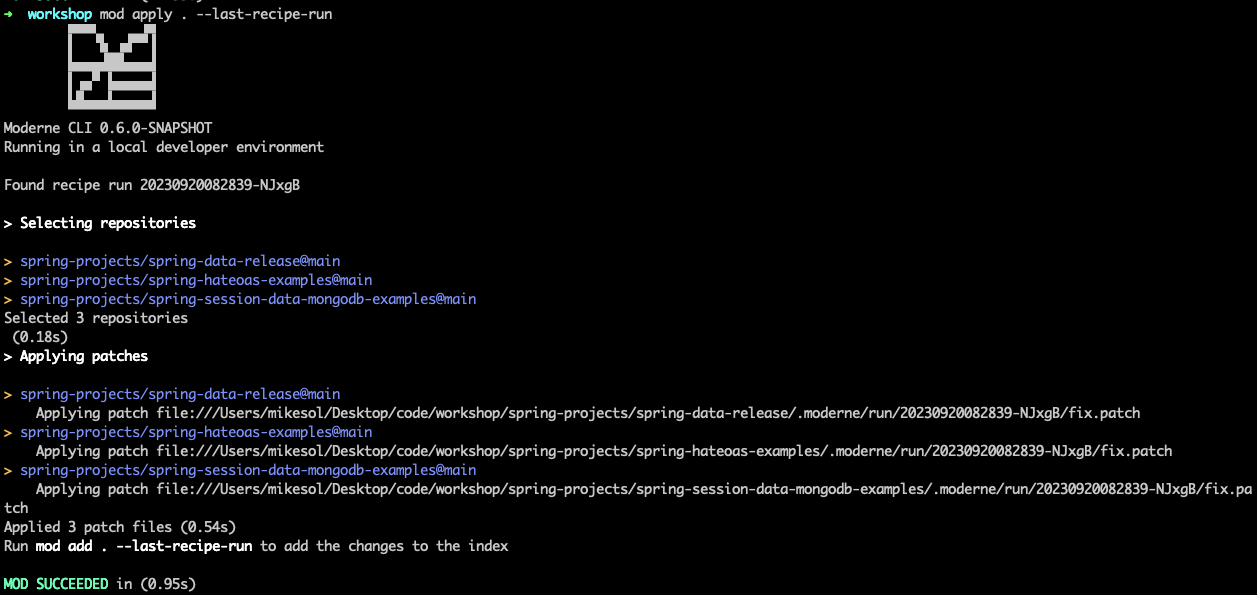 → workshop mod apply . --last-recipe-run
Moderne CLI 0.6.0-SNAPSHOT
Running in a local developer environment
Found recipe run 20230920082839-NJxgB
> Selecting repositories
> spring-projects/spring-data-release@main
> spring-projects/spring-hateoas-examples@main
> spring-projects/spring-session-data-mongodb-examples@main
Selected 3 repositories
(0.18s)
> Applying patches
> spring-projects/spring-data-release@main
Applying patch file:///Users/mikesol/Desktop/code/workshop/spring-projects/spring-data-release/.moderne/run/20230920082839-NJxgB/fix.patch
> spring-projects/spring-hateoas-examples@main
Applying patch file:///Users/mikesol/Desktop/code/workshop/spring-projects/spring-hateoas-examples/.moderne/run/20230920082839-NJxgB/fix.patch
> spring-projects/spring-session-data-mongodb-examples@main
Applying patch file:///Users/mikesol/Desktop/code/workshop/spring-projects/spring-session-data-mongodb-examples/.moderne/run/20230920082839-NJxgB/fix.pa
tch
Applied 3 patch files (0.54s)
Run mod add . --last-recipe-run to add the changes to the index
MOD SUCCEEDED in (0.95s)